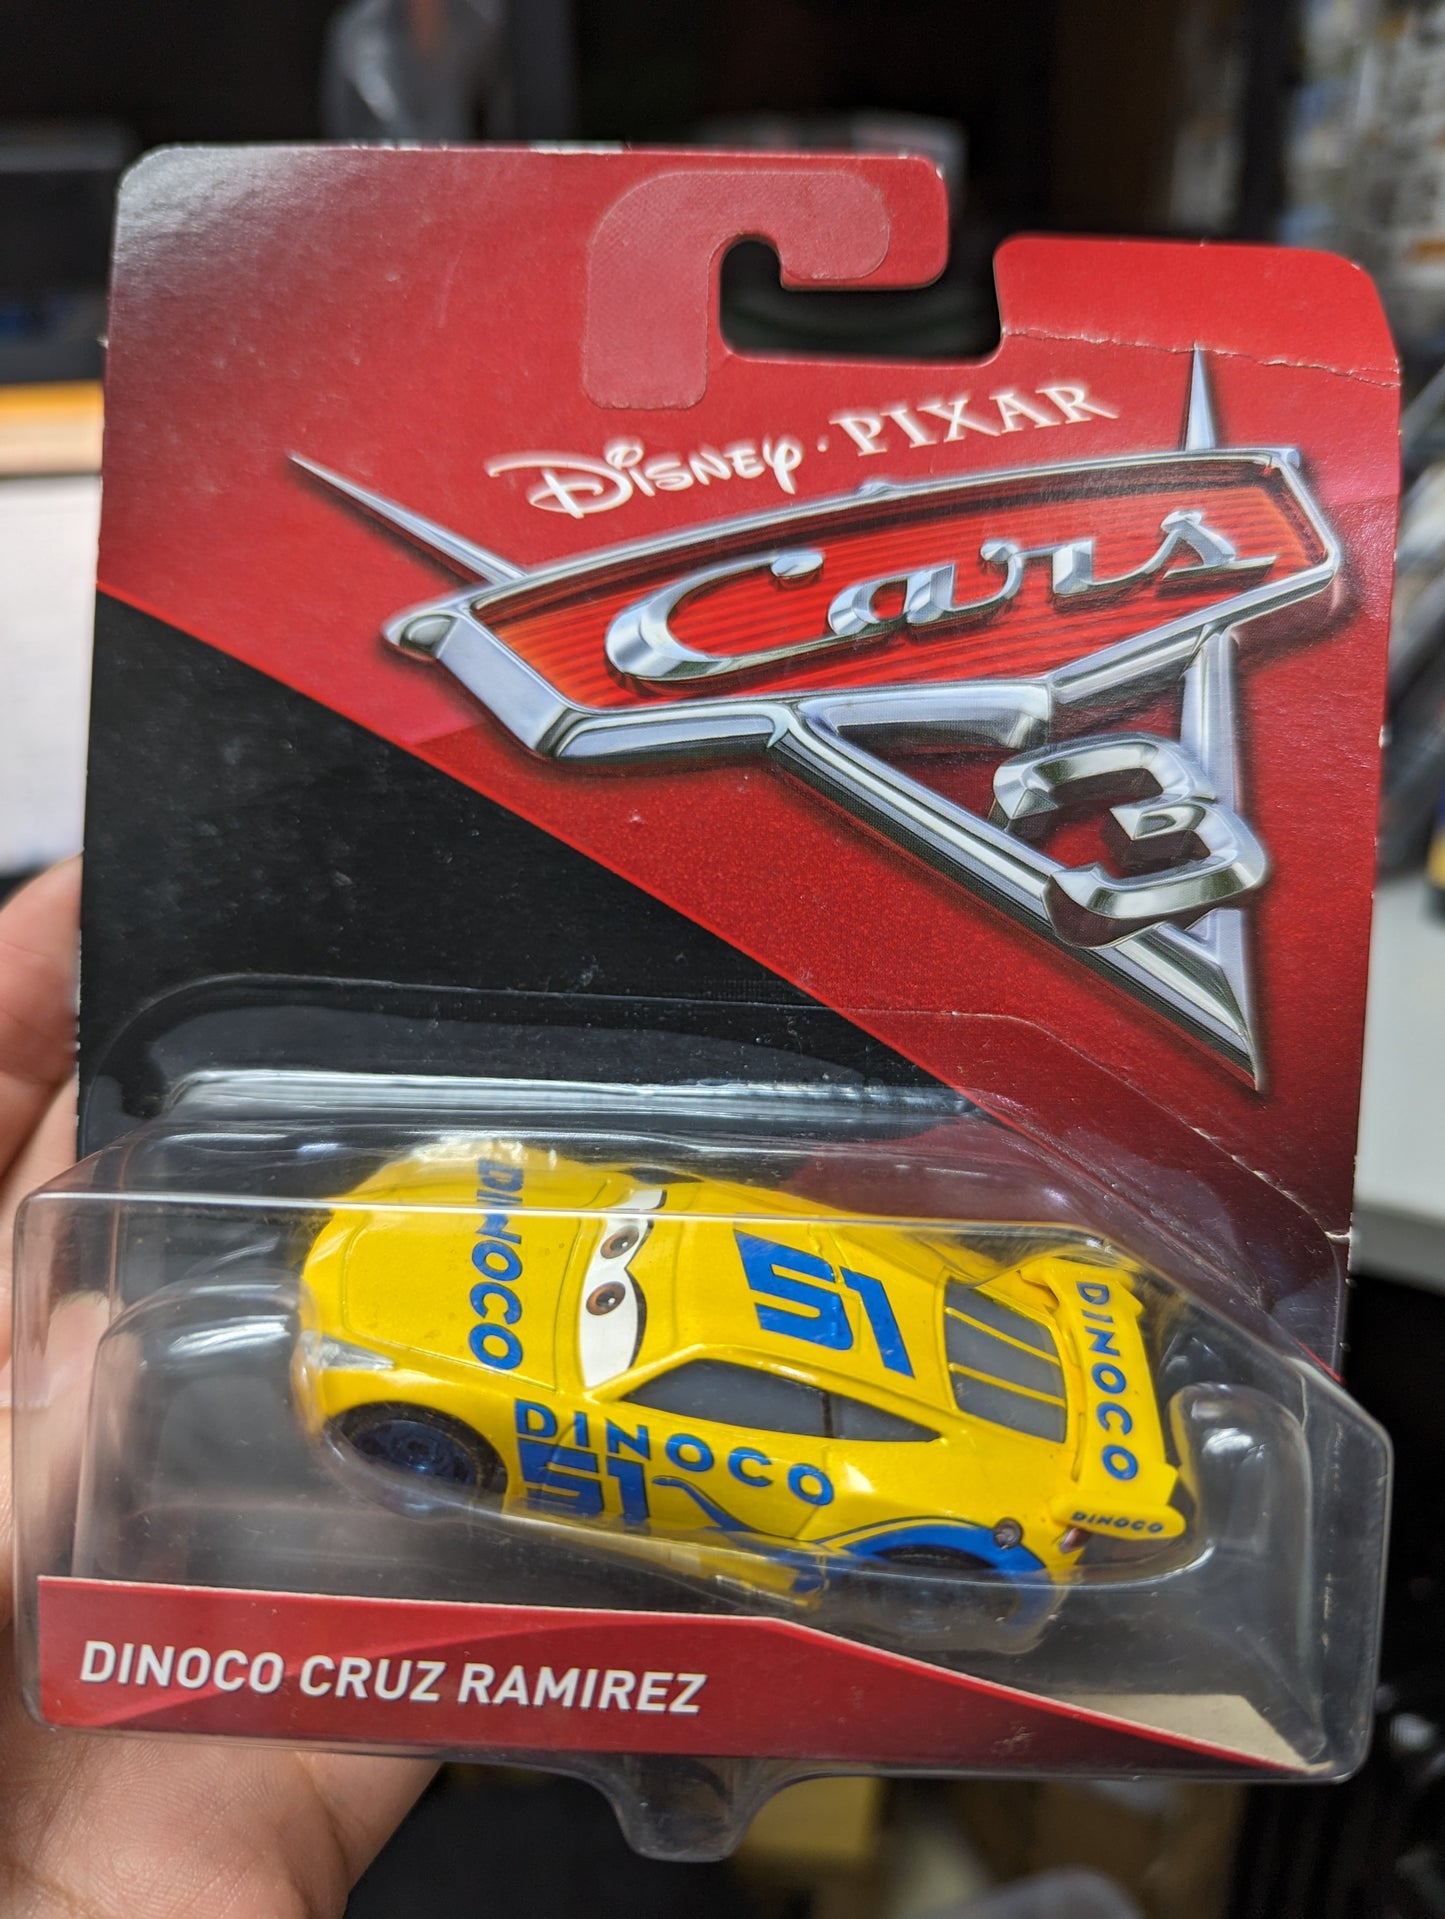 Disney · PIXAR
Cars
3
DINOCO
51
DINOCO
DINOCO
51
DINOCO
DINOCO CRUZ RAMIREZ